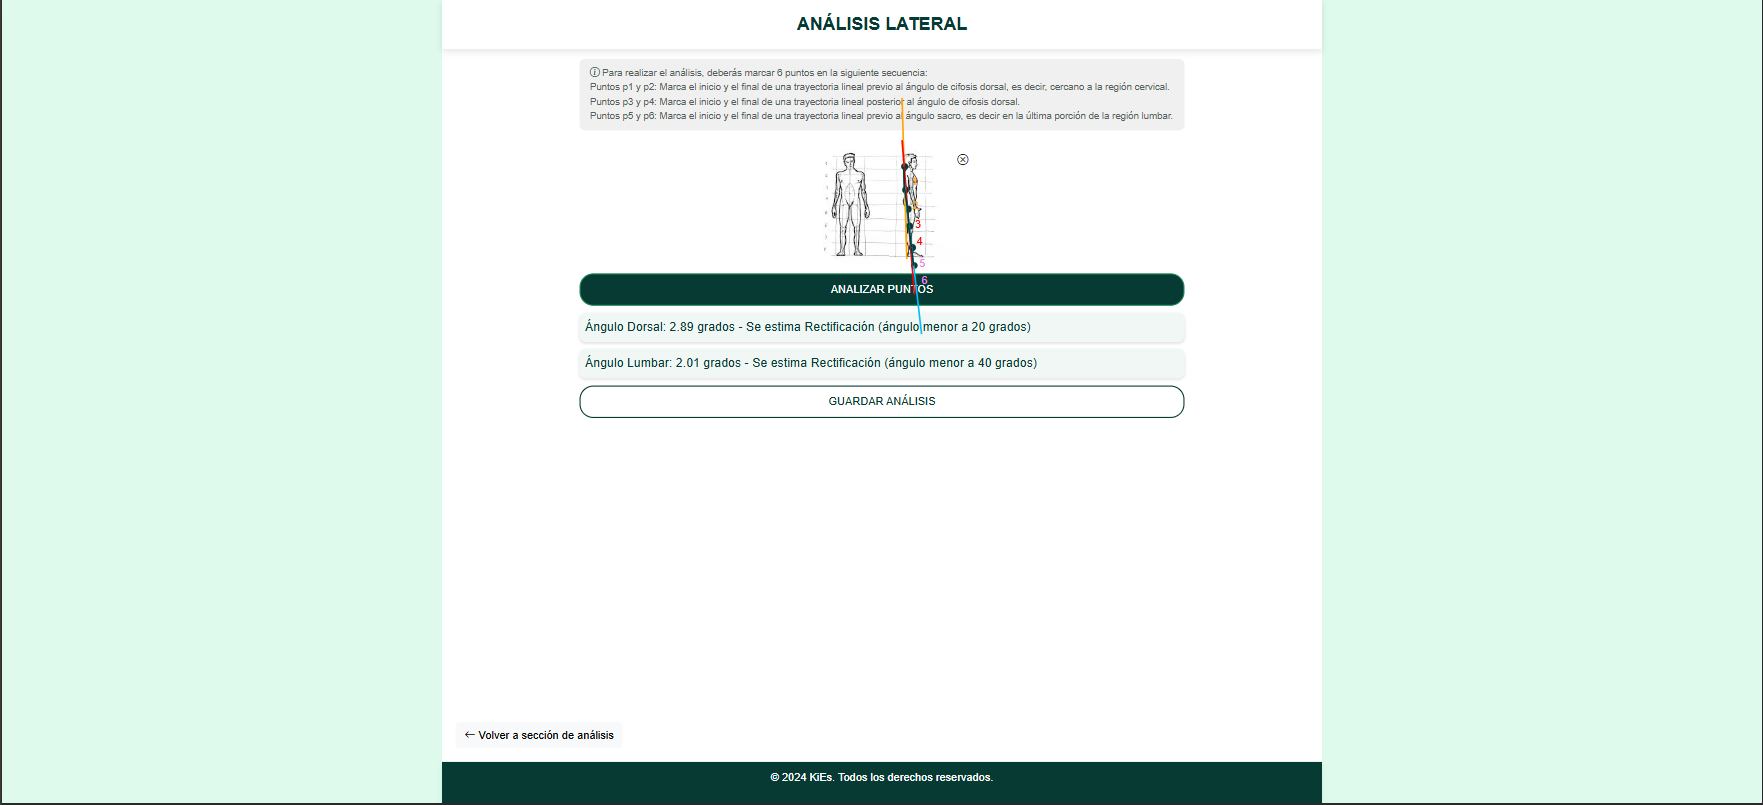 ANÁLISIS LATERAL
Para realizar el análisis, deberás marcar 6 puntos en la siguiente secuencia:
Puntos p1 y p2: Marca el inicio y el final de una trayectoria lineal previo al ángulo de cifosis dorsal, es decir, cercano a la región cervical.
Puntos p3 y p4: Marca el inicio y el final de una trayectoria lineal posterior al ángulo de cifosis dorsal.
Puntos p5 y p6: Marca el inicio y el final de una trayectoria lineal previo al ángulo sacro, es decir en la última porción de la región lumbar.
3
4
5
6
ANALIZAR PUNTOS
Ángulo Dorsal: 2.89 grados - Se estima Rectificación (ángulo menor a 20 grados)
Ángulo Lumbar: 2.01 grados - Se estima Rectificación (ángulo menor a 40 grados)
GUARDAR ANÁLISIS
← Volver a sección de análisis
© 2024 KiEs. Todos los derechos reservados.